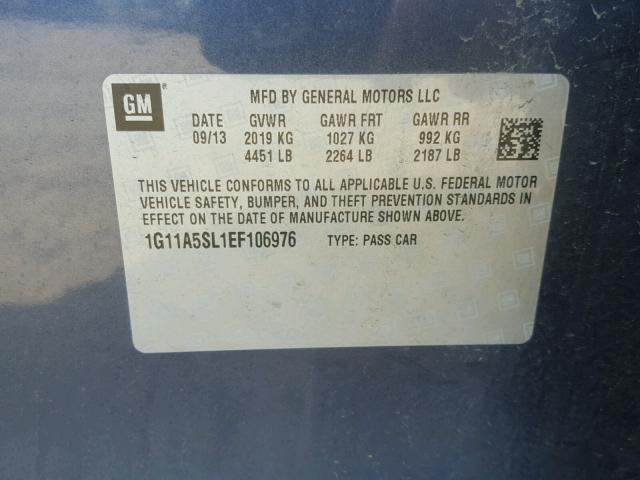 GM ®
MFD BY GENERAL MOTORS LLC
DATE GVWR GAWR FRT GAWR RR
09/13 2019 KG 1027 KG 992 KG
4451 LB 2264 LB 2187 LB
THIS VEHICLE CONFORMS TO ALL APPLICABLE U.S. FEDERAL MOTOR
VEHICLE SAFETY, BUMPER, AND THEFT PREVENTION STANDARDS IN
EFFECT ON THE DATE OF MANUFACTURE SHOWN ABOVE.
1G11A5SL1EF106976 TYPE: PASS CAR